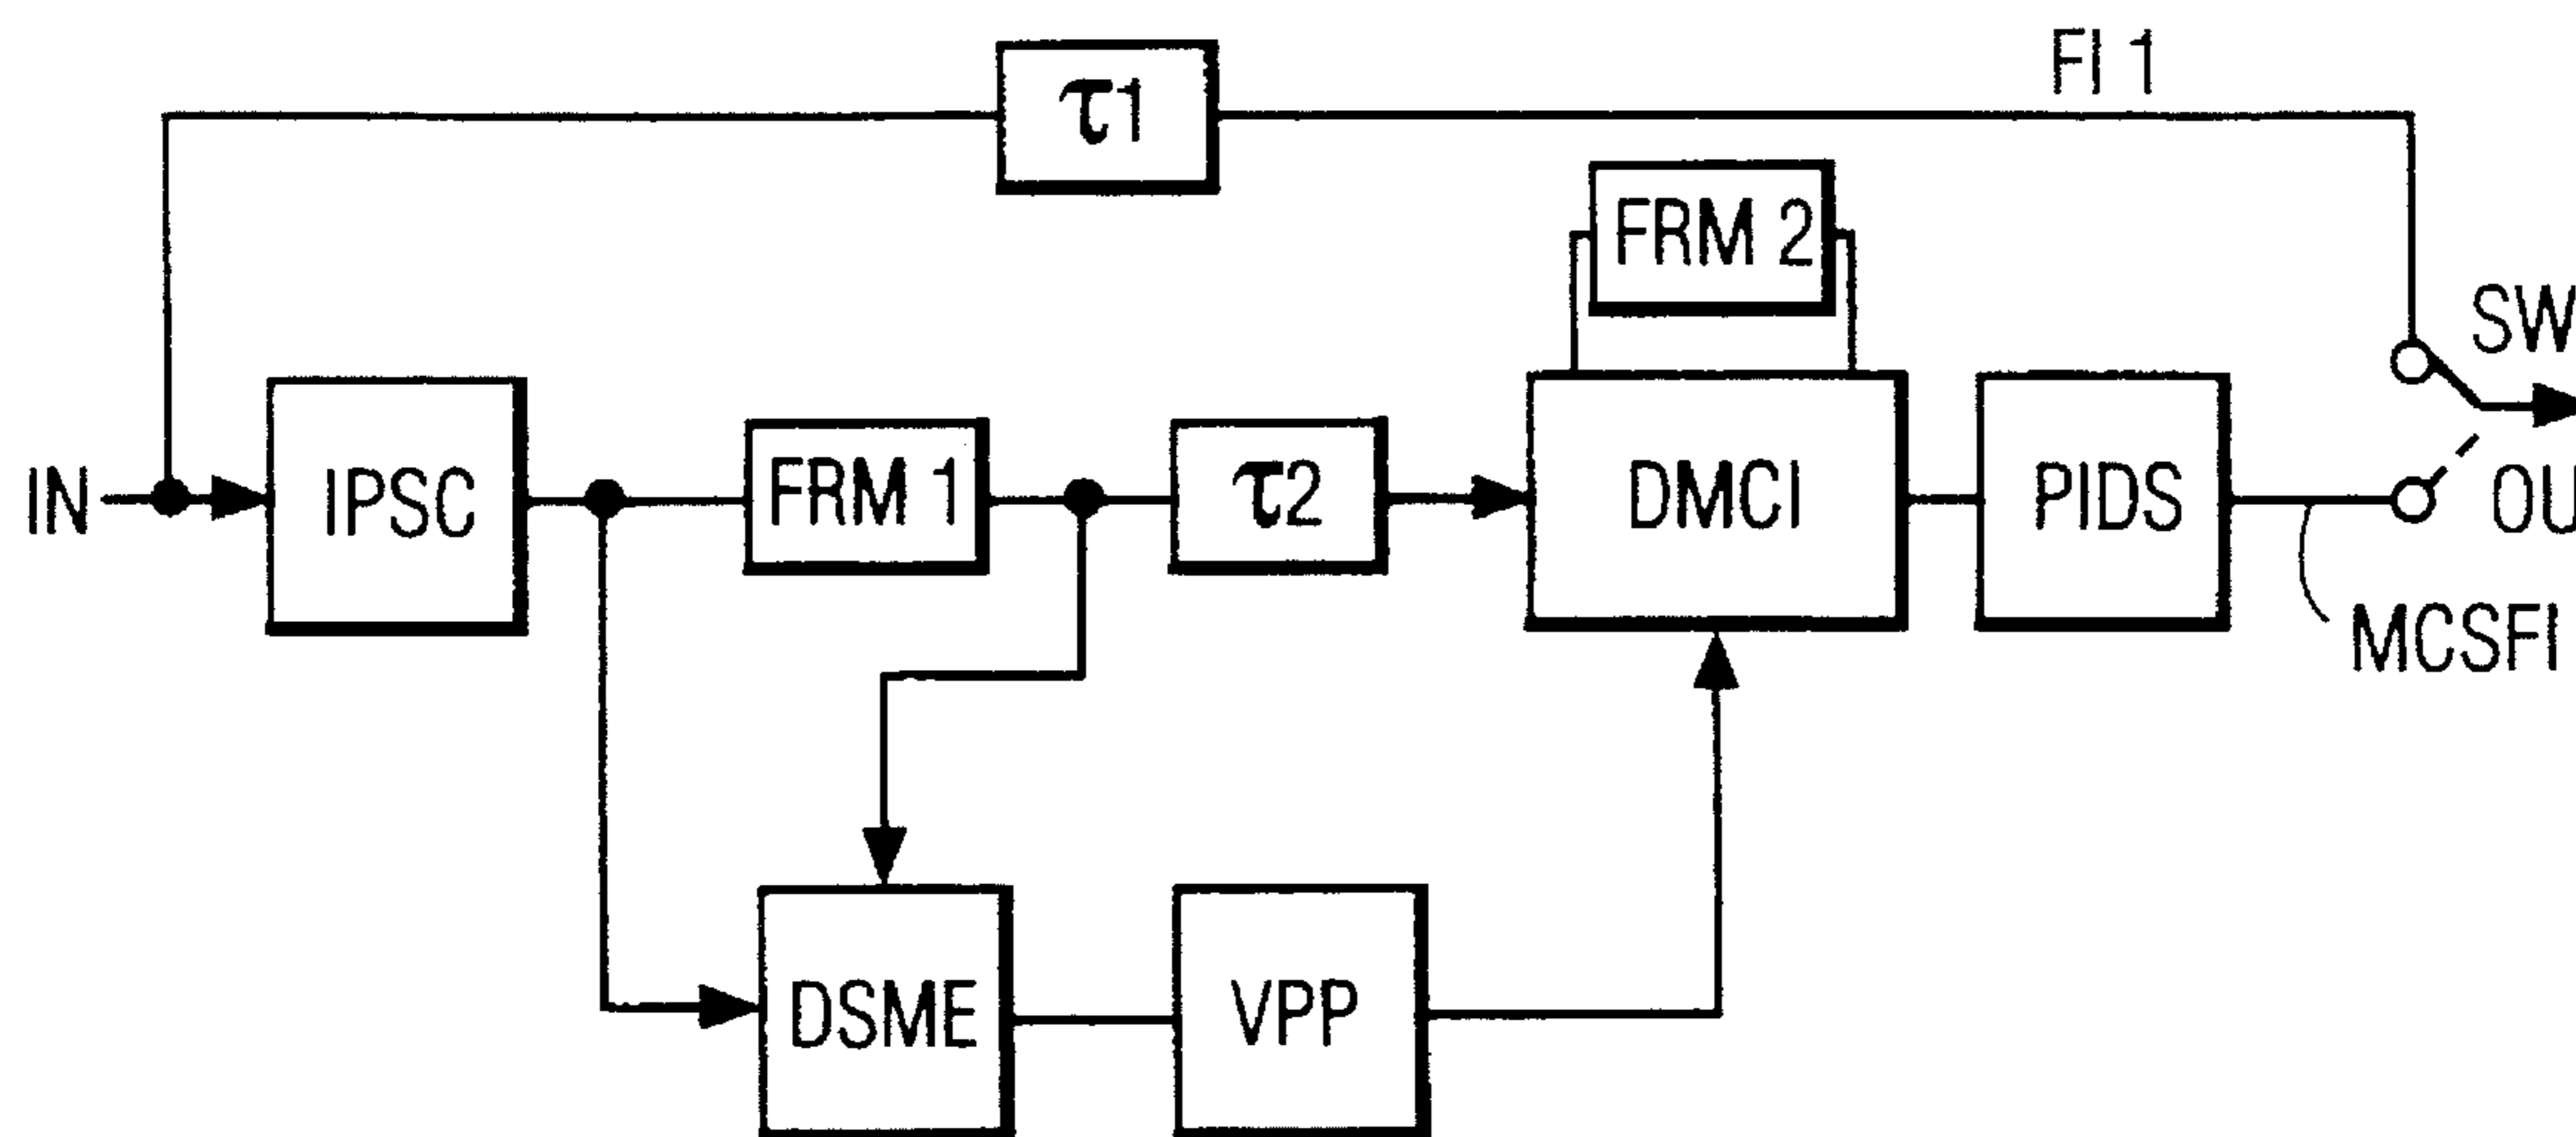 τ1
FI 1
FRM 2
SW
IN
IPSC
FRM 1
τ2
DMCI
PIDS
MCSFI
DSME
VPP